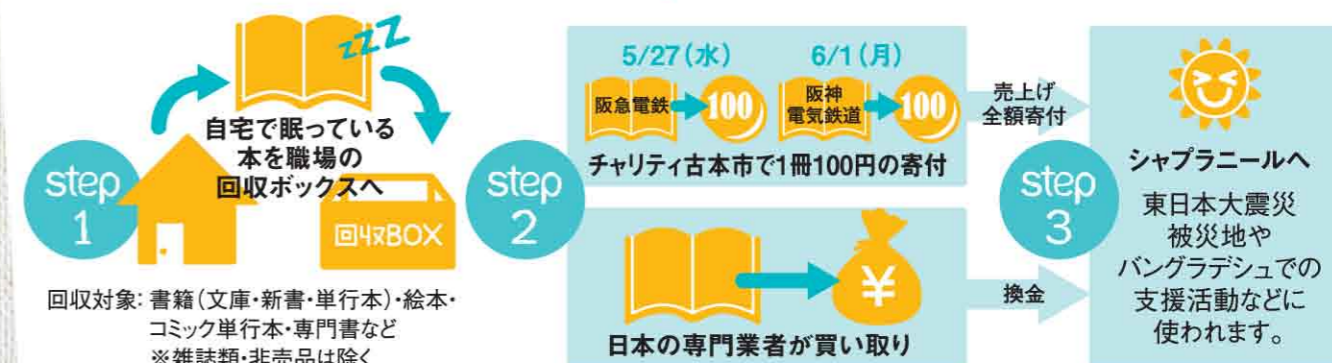 step
1
zzz
自宅で眠っている
本を職場の
回収ボックスへ
回収BOX
回収対象: 書籍(文庫・新書・単行本)・絵本・
コミック単行本・専門書など
※雑誌類・非売品は除く
step
2
5/27(水)
阪急電鉄
100
6/1(月)
阪神
電気鉄道
100
チャリティ古本市で1冊100円の寄付
¥
日本の専門業者が買い取り
売上げ
全額寄付
換金
step
3
シャプラニールへ
東日本大震災
被災地や
バングラデシュでの
支援活動などに
使われます。